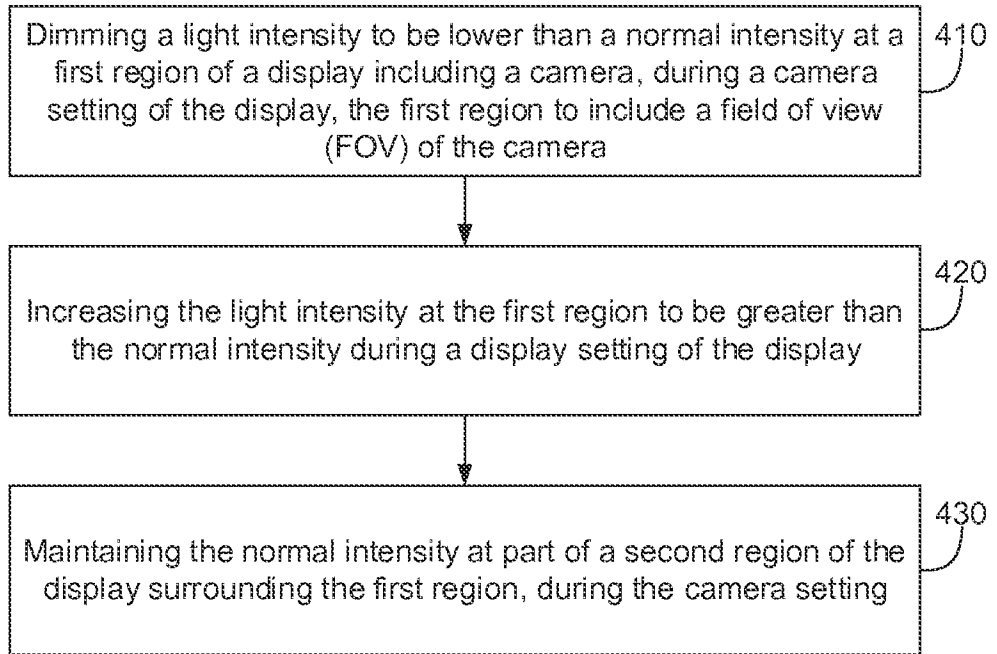 Dimming a light intensity to be lower than a normal intensity at a
first region of a display including a camera, during a camera
setting of the display, the first region to include a field of view
(FOV) of the camera
410
Increasing the light intensity at the first region to be greater than
the normal intensity during a display setting of the display
420
Maintaining the normal intensity at part of a second region of the
display surrounding the first region, during the camera setting
430